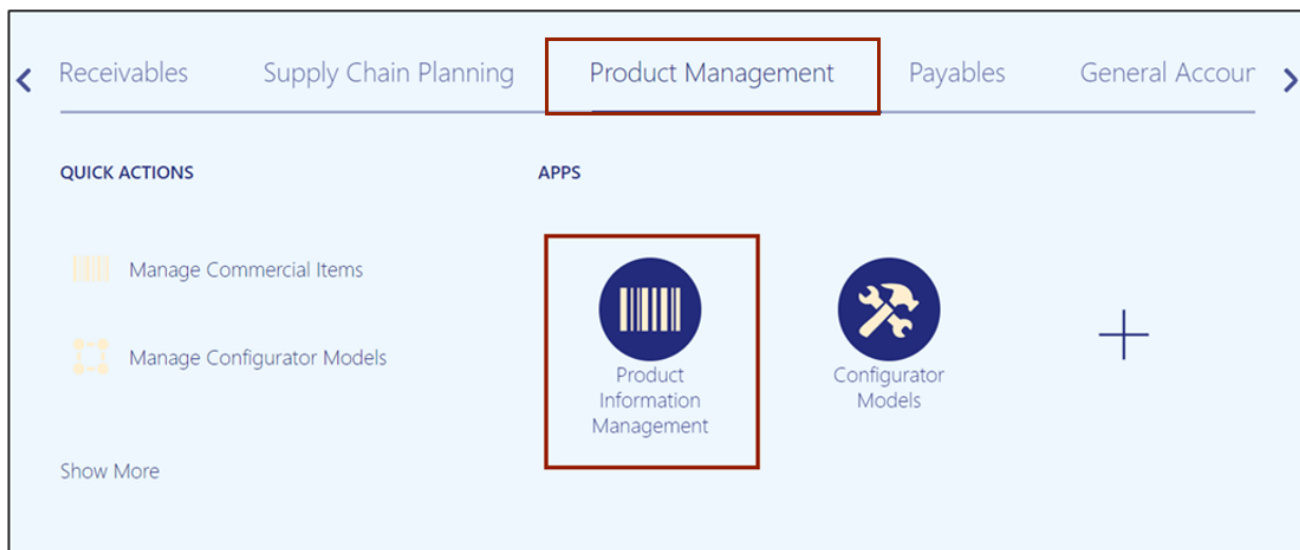 Receivables
Supply Chain Planning
Product Management
Payables
General Accour
QUICK ACTIONS
APPS
Manage Commercial Items
Manage Configurator Models
Show More
Product
Information
Management
Configurator
Models